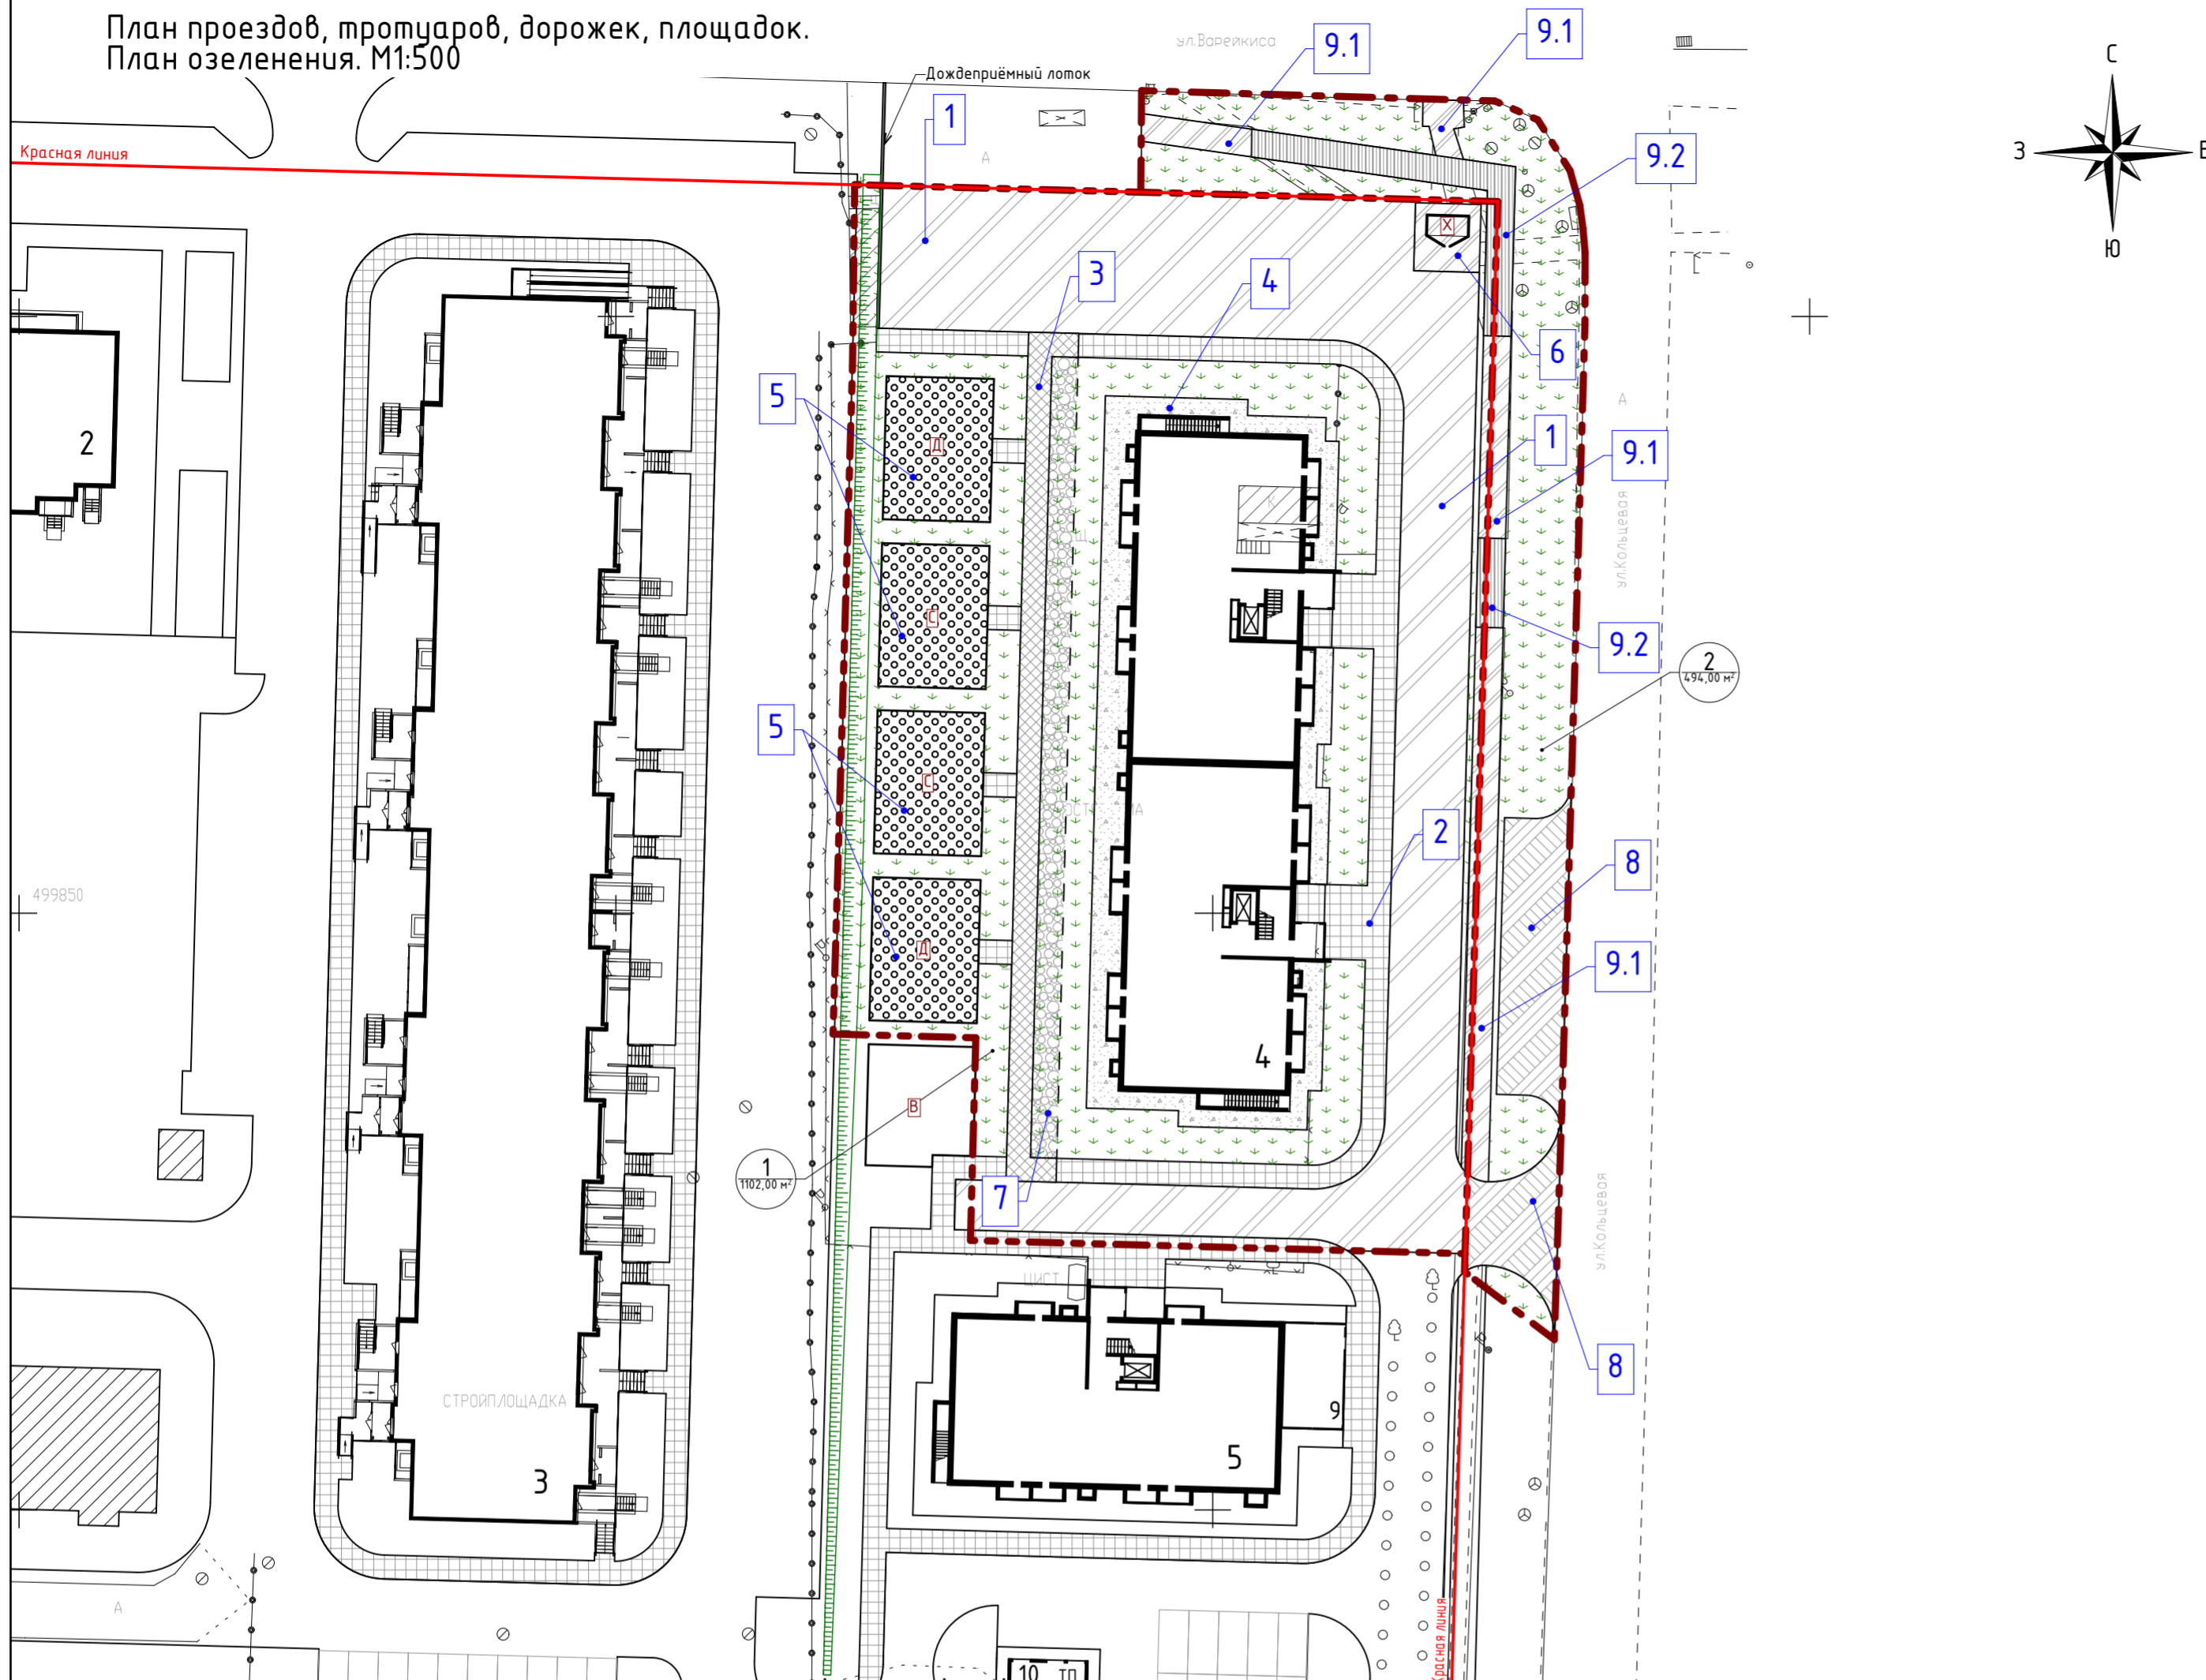 План проездов, тротуаров, дорожек, площадок.
План озеленения. М1:500
ул.Варейкиса
9.1
9.1
С
Дождеприёмный лоток
1
Красная линия
А
9.2
З
В
Х
Ю
3
4
6
5
А
1
2
Д
9.1
К
ул.Кольцевая
Щ
С
9.2
2
494,00 м²
5
С
2
8
499850
Д
9.1
4
В
1
1102,00 м²
7
ул.Кольцевая
ЦИСТ.
8
СТРОЙПЛОЩАДКА
9
5
3
А
Красная линия
10
ТП